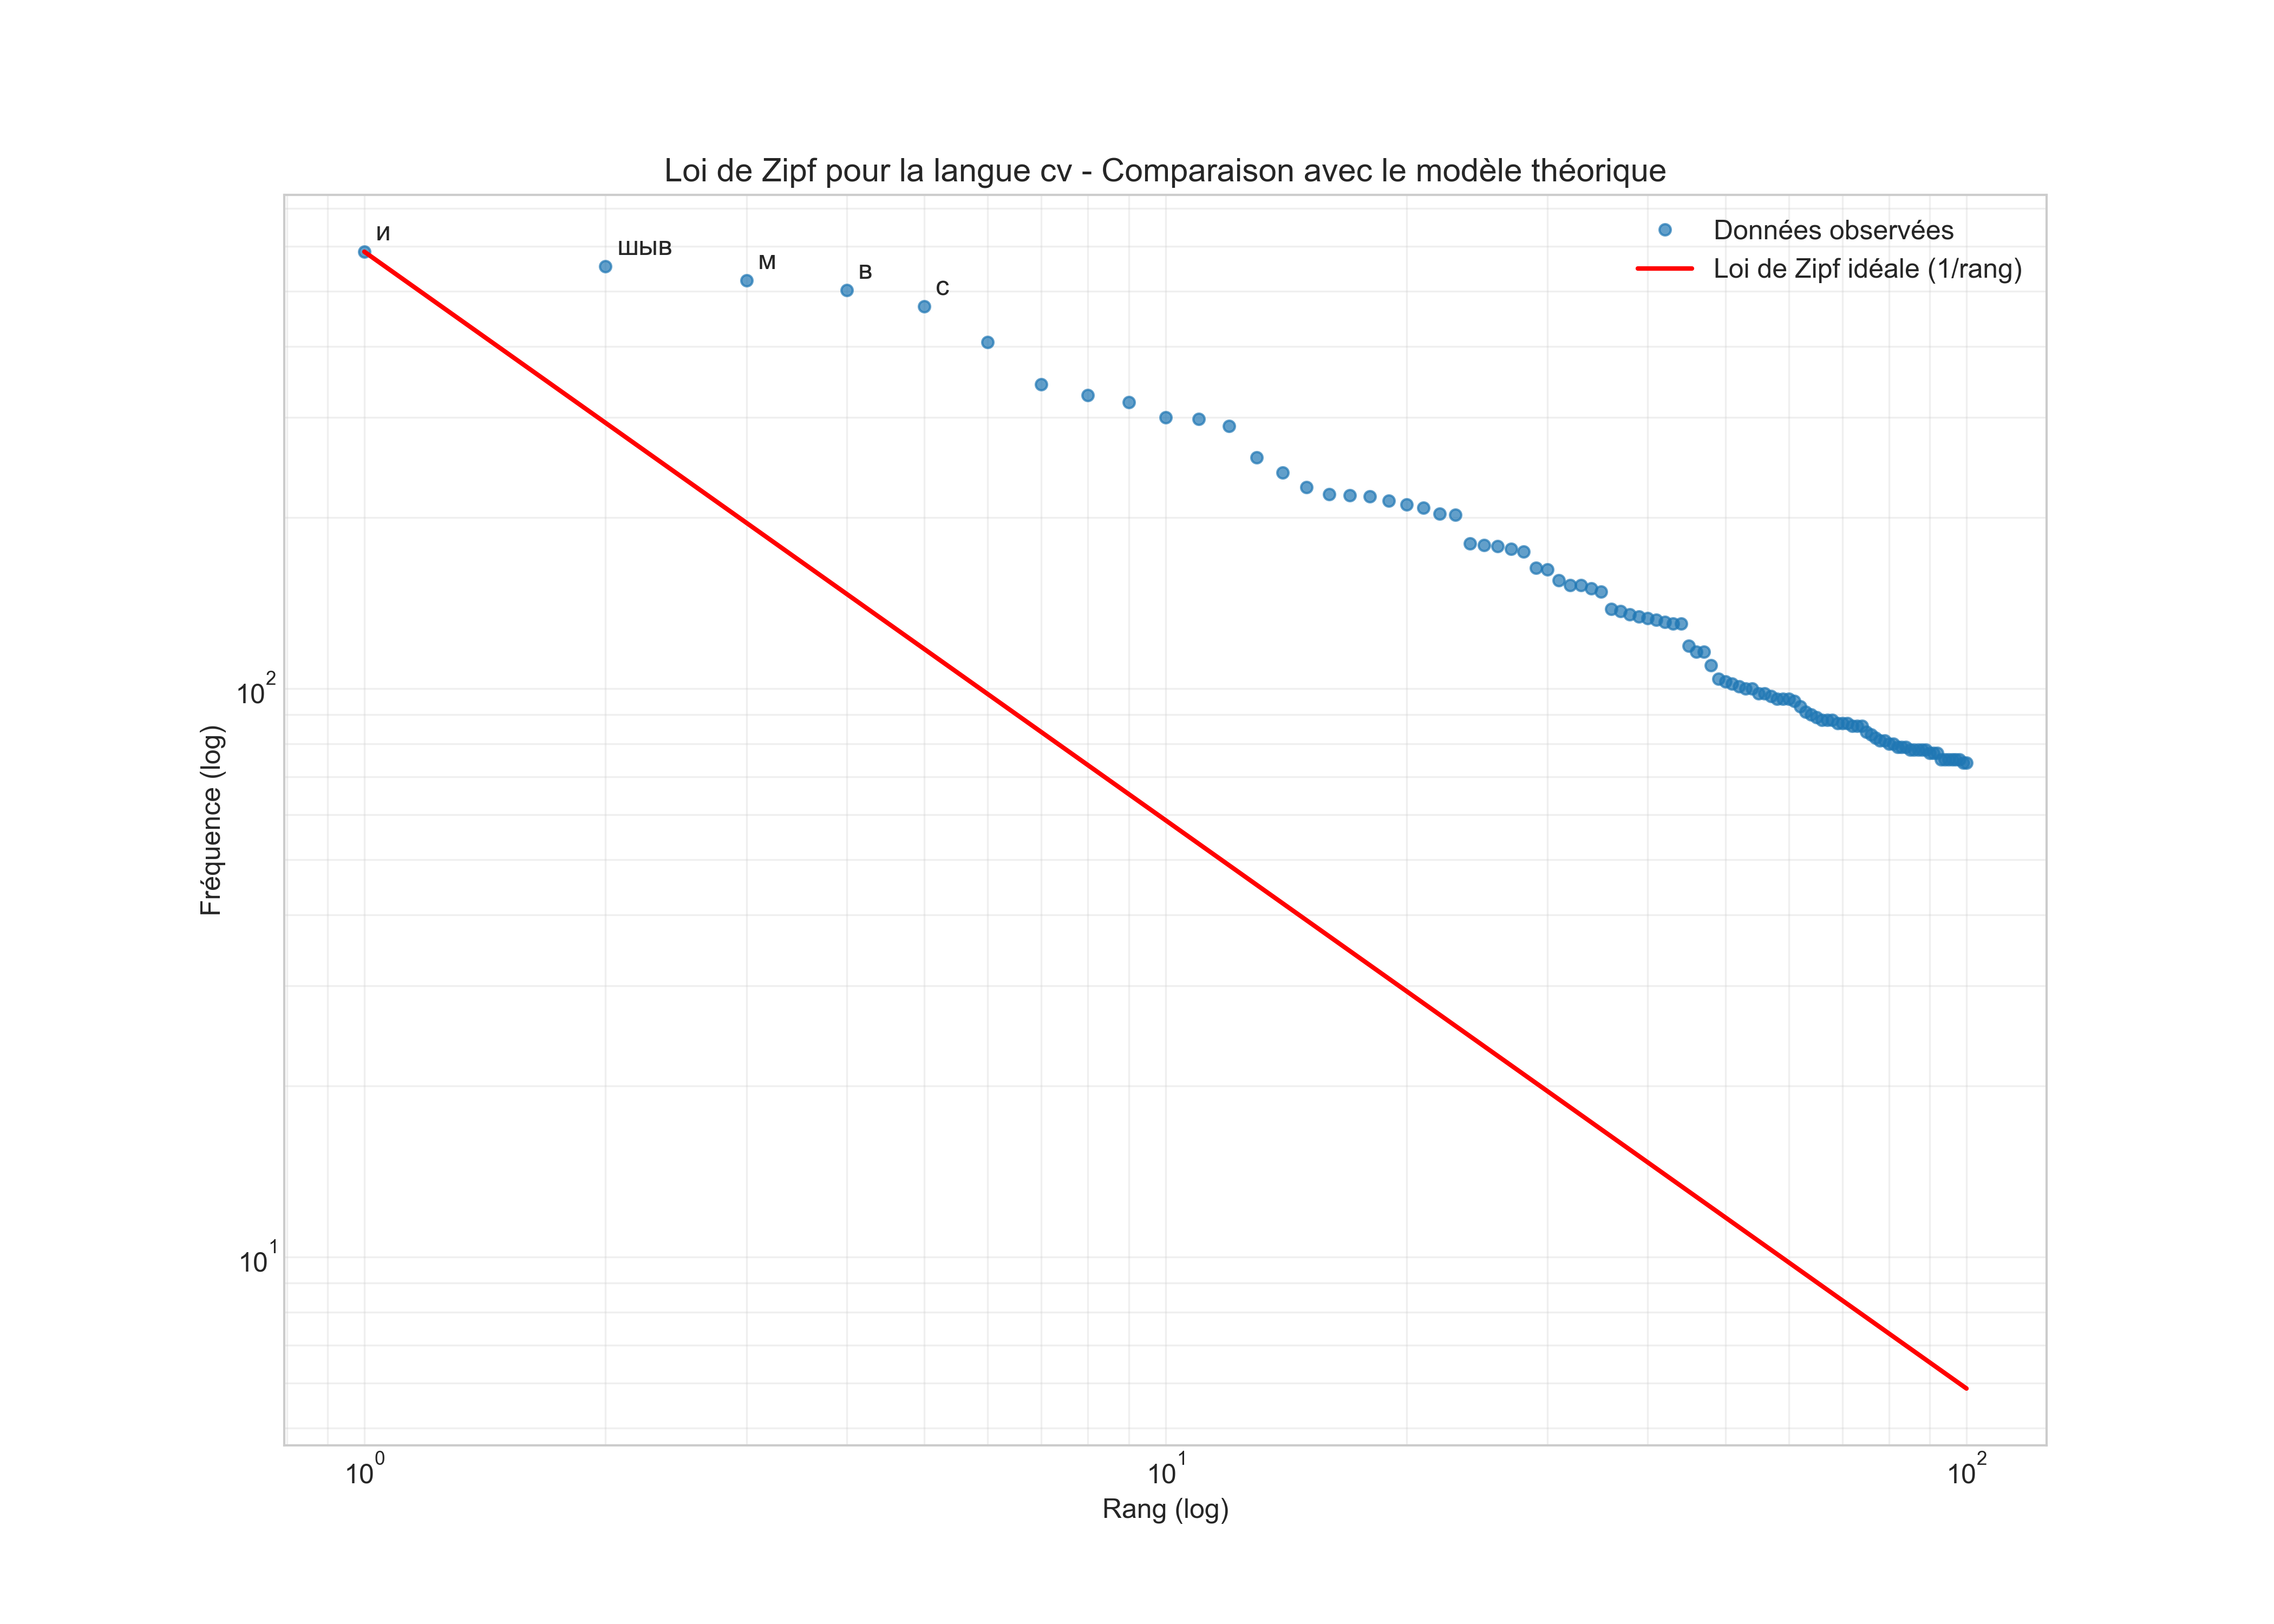 Loi de Zipf pour la langue cv - Comparaison avec le modèle théorique
Données observées
Loi de Zipf idéale (1/rang)
и
шыв
м
в
с
10²
10¹
Fréquence (log)
10⁰
10¹
10²
Rang (log)